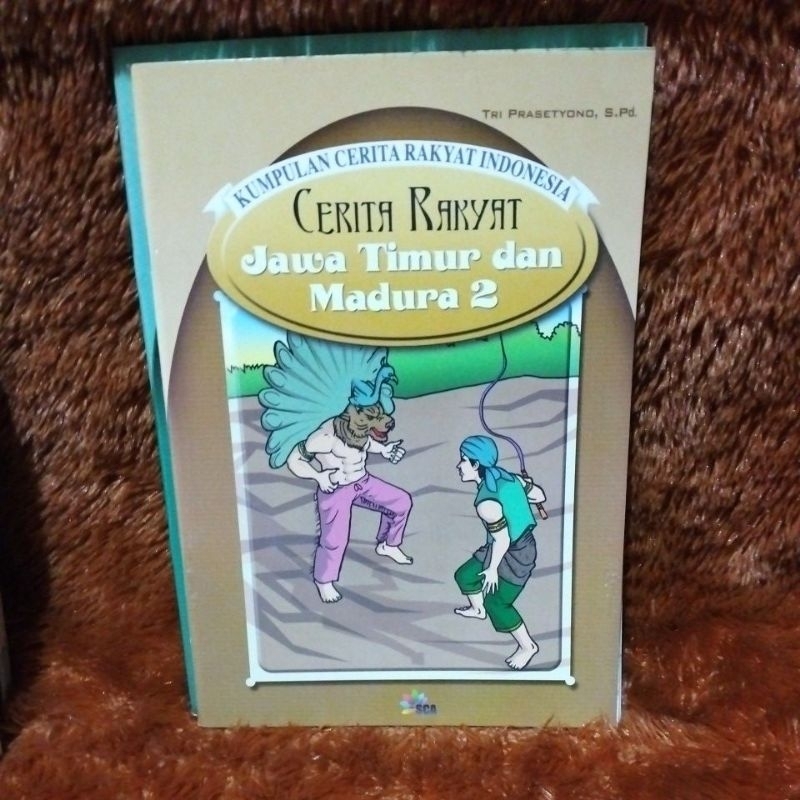 TRI PRASETYONO, S.Pd.
KUMPULAN CERITA RAKYAT INDONESIA
CERITA RAKYAT
Jawa Timur dan
Madura 2
SCA